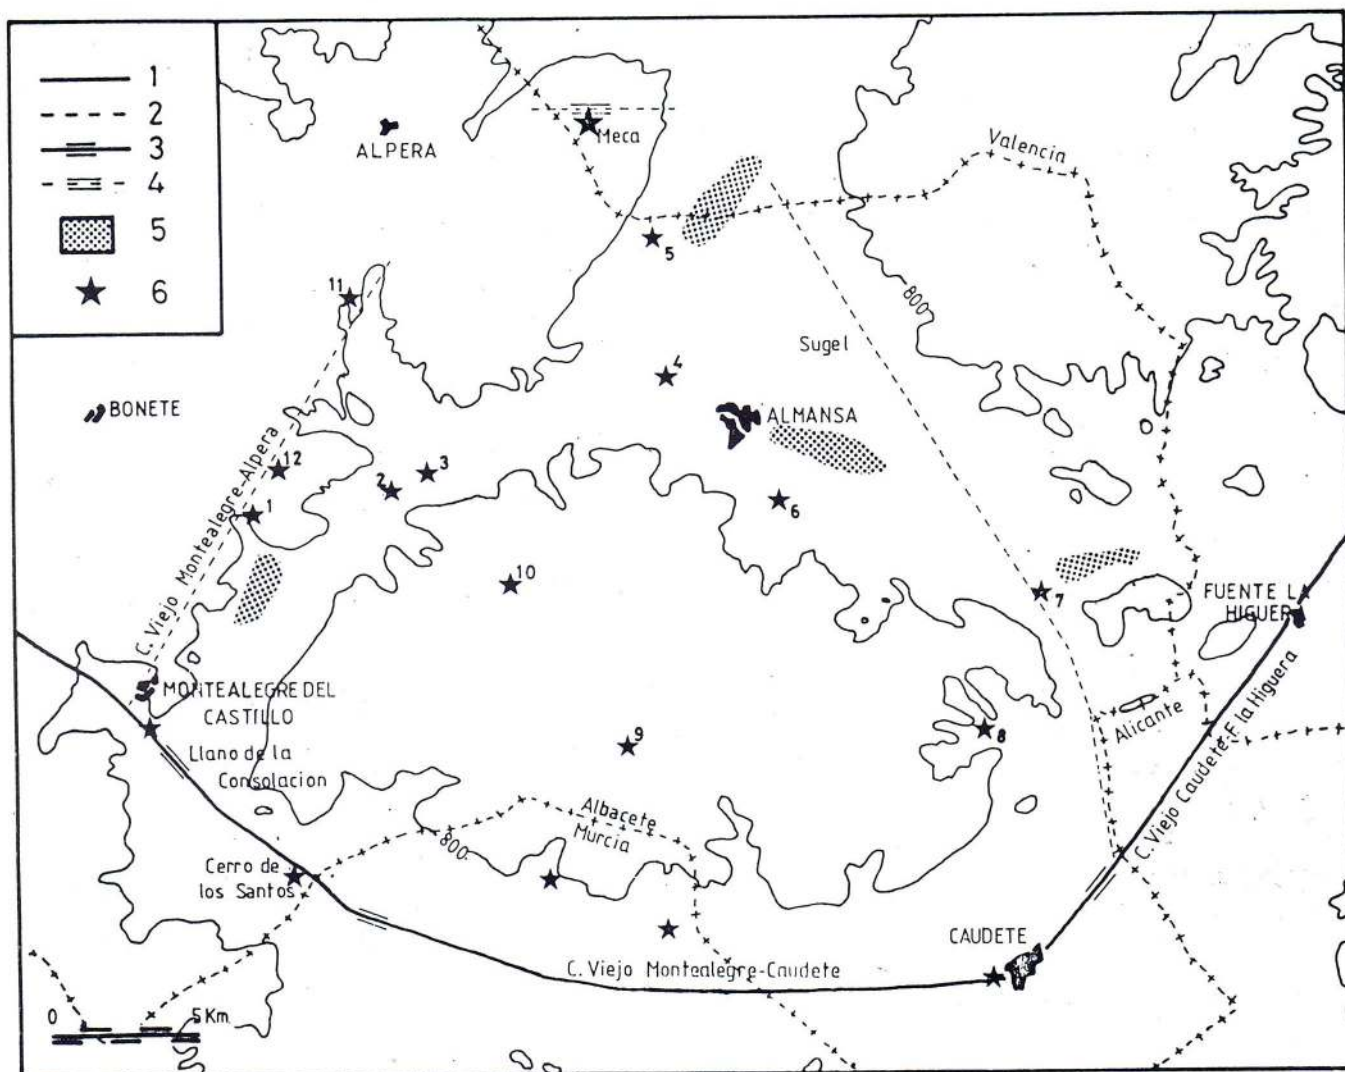 1
2
3
4
5
6
ALPERA
Meca
Valencia
5
11
800
Sugel
4
BONETE
ALMANSA
C. Viejo Montealegre-Alpera
12
3
2
1
6
10
7
FUENTE LA
HIGUERA
MONTEALEGRE DEL
CASTILLO
Llano de la
Consolacion
9
8
Alicante
C. Viejo Caudete-F. la Higuera
Albacete
Murcia
800
Cerro de
los Santos
CAUDETE
C. Viejo Montealegre-Caudete
0 5 Km.